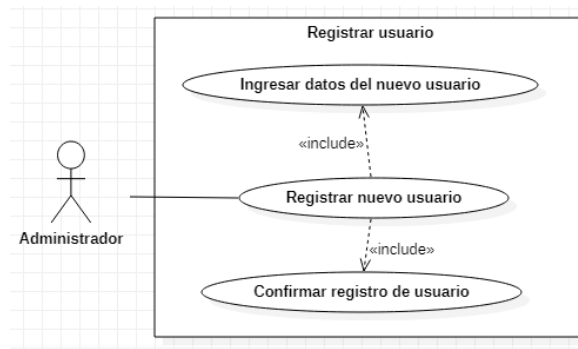 Registrar usuario
Ingresar datos del nuevo usuario
«include»
Registrar nuevo usuario
Administrador
«include»
Confirmar registro de usuario